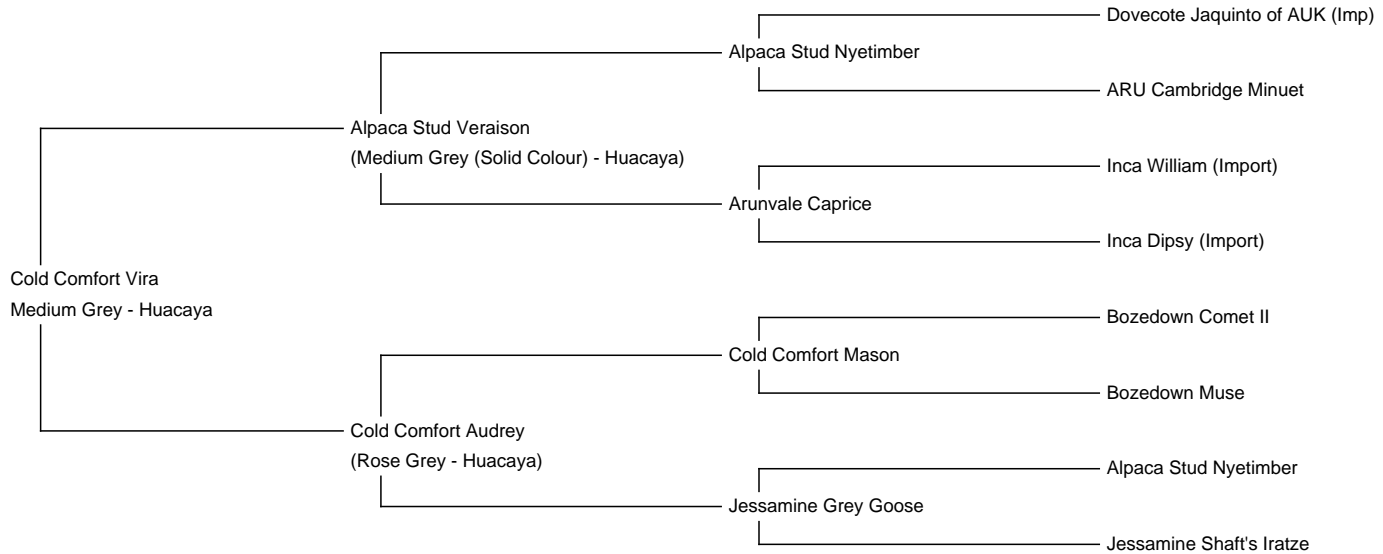 Dovecote Jaquinto of AUK (Imp)
Alpaca Stud Nyetimber
ARU Cambridge Minuet
Alpaca Stud Veraison
(Medium Grey (Solid Colour) - Huacaya)
Inca William (Import)
Arunvale Caprice
Inca Dipsy (Import)
Cold Comfort Vira
Medium Grey - Huacaya
Bozedown Comet II
Cold Comfort Mason
Bozedown Muse
Cold Comfort Audrey
(Rose Grey - Huacaya)
Alpaca Stud Nyetimber
Jessamine Grey Goose
Jessamine Shaft's Iratze